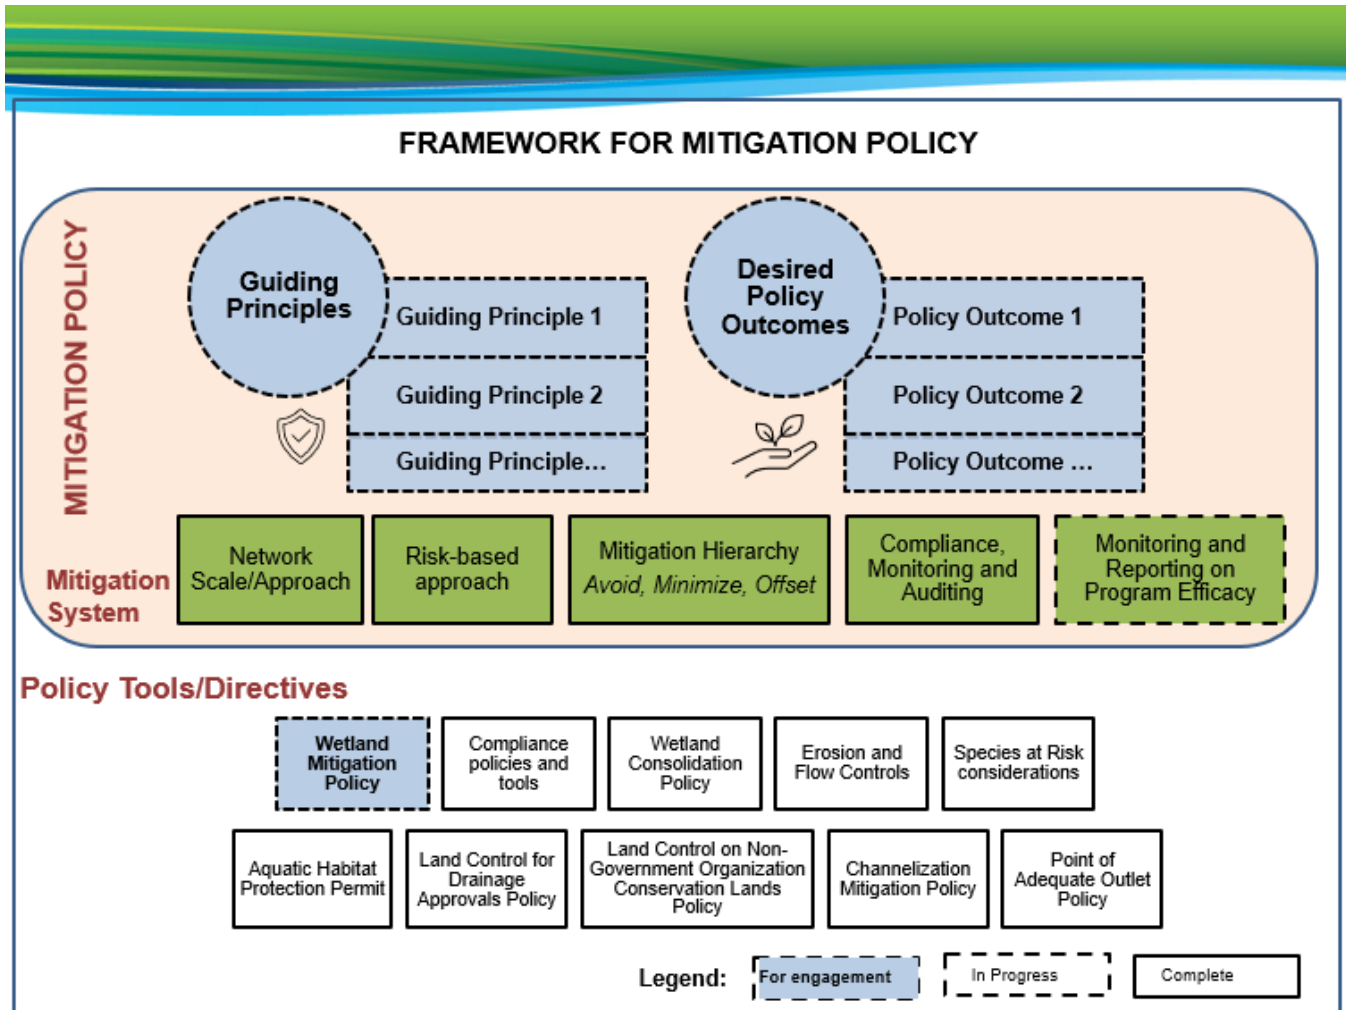 FRAMEWORK FOR MITIGATION POLICY
MITIGATION POLICY
Guiding
Principles
Guiding Principle 1
Guiding Principle 2
Guiding Principle...
Desired
Policy
Outcomes
Policy Outcome 1
Policy Outcome 2
Policy Outcome ...
Mitigation
System
Network
Scale/Approach
Risk-based
approach
Mitigation Hierarchy
Avoid, Minimize, Offset
Compliance,
Monitoring and
Auditing
Monitoring and
Reporting on
Program Efficacy
Policy Tools/Directives
Wetland
Mitigation
Policy
Compliance
policies and
tools
Wetland
Consolidation
Policy
Erosion and
Flow Controls
Species at Risk
considerations
Aquatic Habitat
Protection Permit
Land Control for
Drainage
Approvals Policy
Land Control on Non-
Government Organization
Conservation Lands
Policy
Channelization
Mitigation Policy
Point of
Adequate Outlet
Policy
Legend:
For engagement
In Progress
Complete